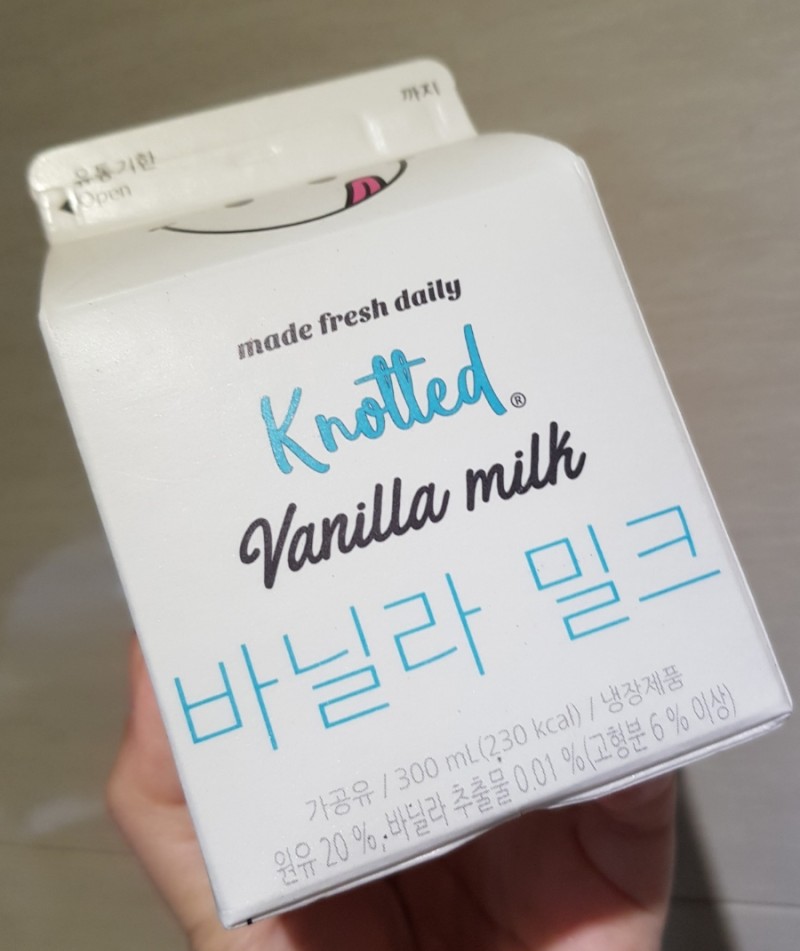 까지
유통기한
◀Open
made fresh daily
Knotted®
Vanilla milk
바닐라 밀크
가공유 / 300 mL(230 kcal) / 냉장제품
원유 20 %, 바닐라 추출물 0.01 %(고형분 6 % 이상)